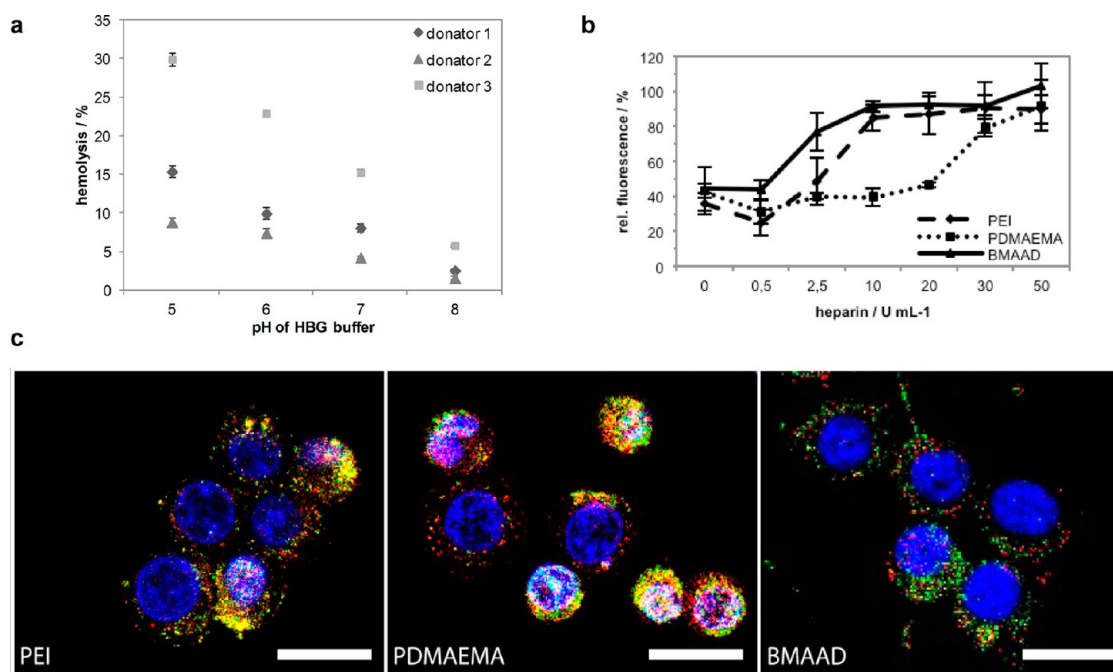 a
hemolysis / %
35
30
25
20
15
10
5
0
5 6 7 8
pH of HBG buffer
donator 1
donator 2
donator 3
b
rel. fluorescence / %
120
100
80
60
40
20
0
0 0,5 2,5 10 20 30 50
heparin / U mL-1
PEI
PDMAEMA
BMAAD
c
PEI
PDMAEMA
BMAAD